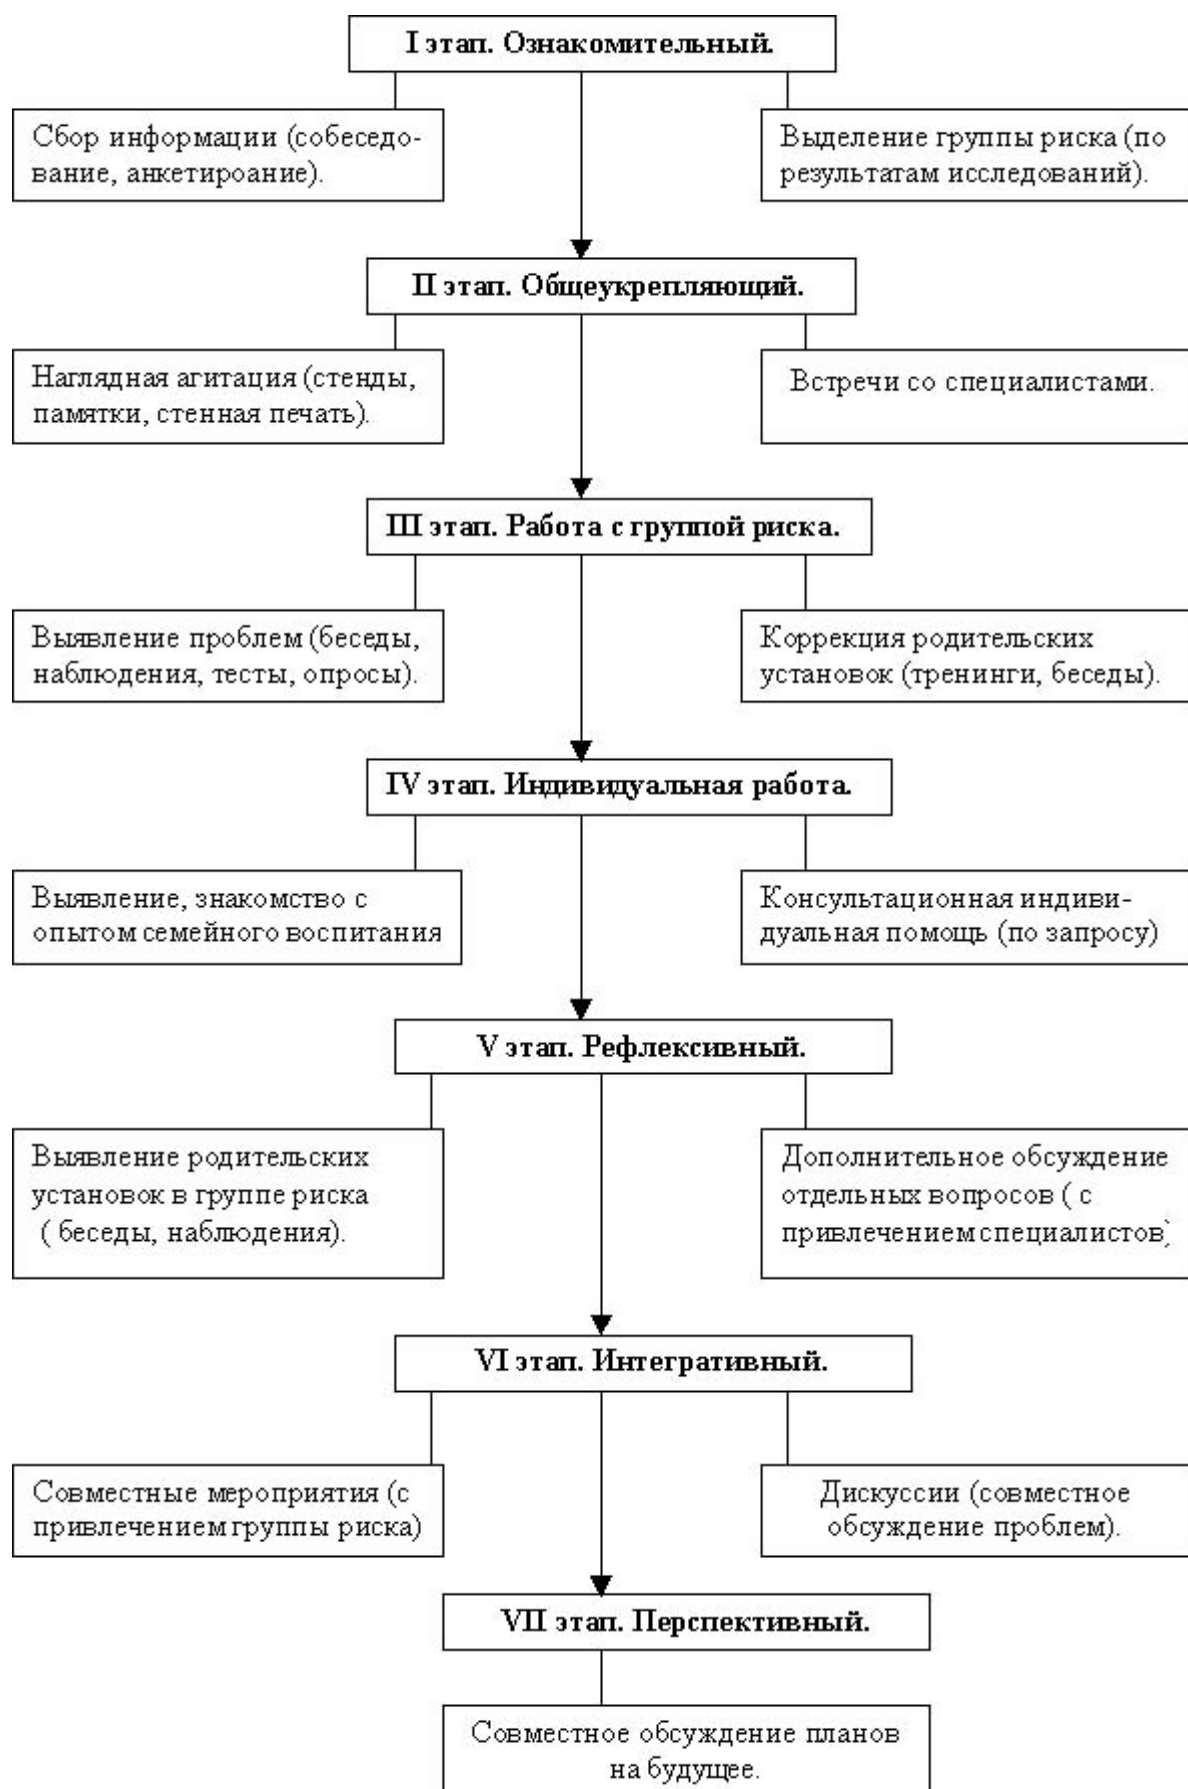 I этап. Ознакомительный.
Сбор информации (собеседо-
вание, анкетироание).
Выделение группы риска (по
результатам исследований).
II этап. Общеукрепляющий.
Наглядная агитация (стенды,
памятки, стенная печать).
Встречи со специалистами.
III этап. Работа с группой риска.
Выявление проблем (беседы,
наблюдения, тесты, опросы).
Коррекция родительских
установок (тренинги, беседы).
IV этап. Индивидуальная работа.
Выявление, знакомство с
опытом семейного воспитания
Консультационная индиви-
дуальная помощь (по запросу)
V этап. Рефлексивный.
Выявление родительских
установок в группе риска
( беседы, наблюдения).
Дополнительное обсуждение
отдельных вопросов ( с
привлечением специалистов)
VI этап. Интегративный.
Совместные мероприятия (с
привлечением группы риска)
Дискуссии (совместное
обсуждение проблем).
VII этап. Перспективный.
Совместное обсуждение планов
на будущее.